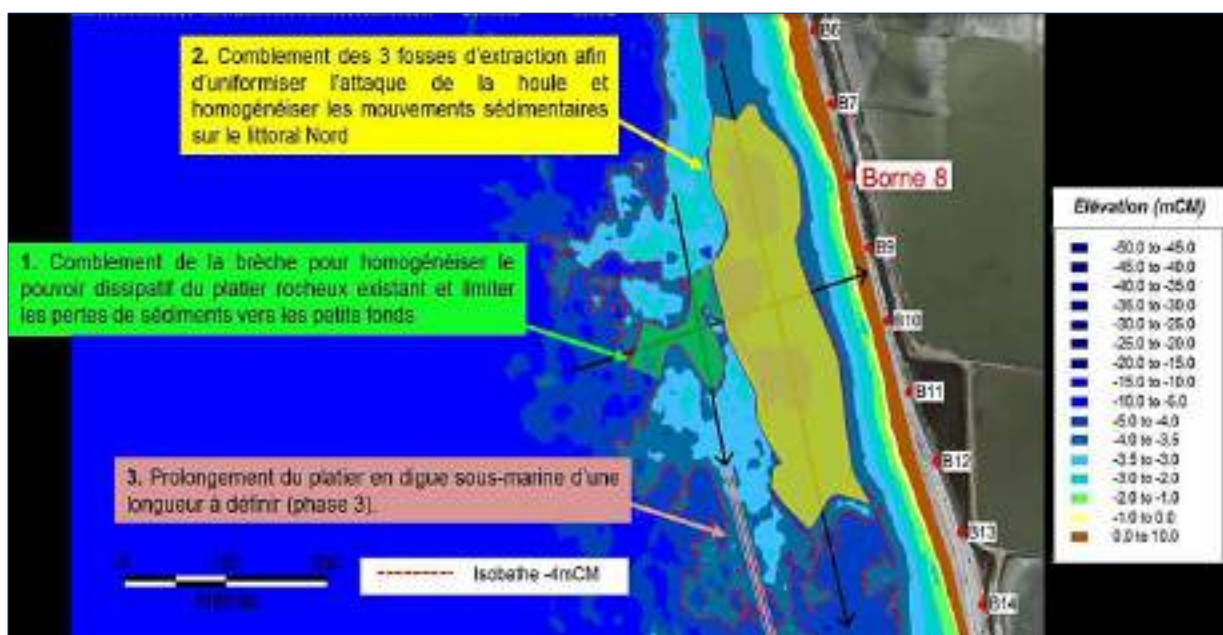 2. Comblement des 3 fosses d'extraction afin
d'uniformiser l'attaque de la houle et
homogénéiser les mouvements sédimentaires
sur le littoral Nord
1. Comblement de la brèche pour homogénéiser le
pouvoir dissipatif du platier rocheux existant et limiter
les pertes de sédiments vers les petits fonds
3. Prolongement du platier en digue sous-marine d'une
longueur à définir (phase 3).
Isobathe -4mCM
B6
B7
Borne 8
B9
B10
B11
B12
B13
B14
Elévation (mCM)
-50.0 to -45.0
-45.0 to -40.0
-40.0 to -35.0
-35.0 to -30.0
-30.0 to -25.0
-25.0 to -20.0
-20.0 to -15.0
-15.0 to -10.0
-10.0 to -5.0
-5.0 to -4.0
-4.0 to -3.5
-3.5 to -3.0
-3.0 to -2.0
-2.0 to -1.0
-1.0 to 0.0
0.0 to 10.0